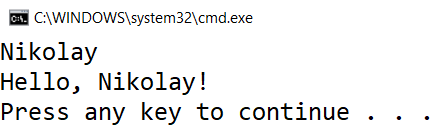 C:\WINDOWS\system32\cmd.exe
Nikolay
Hello, Nikolay!
Press any key to continue . . .